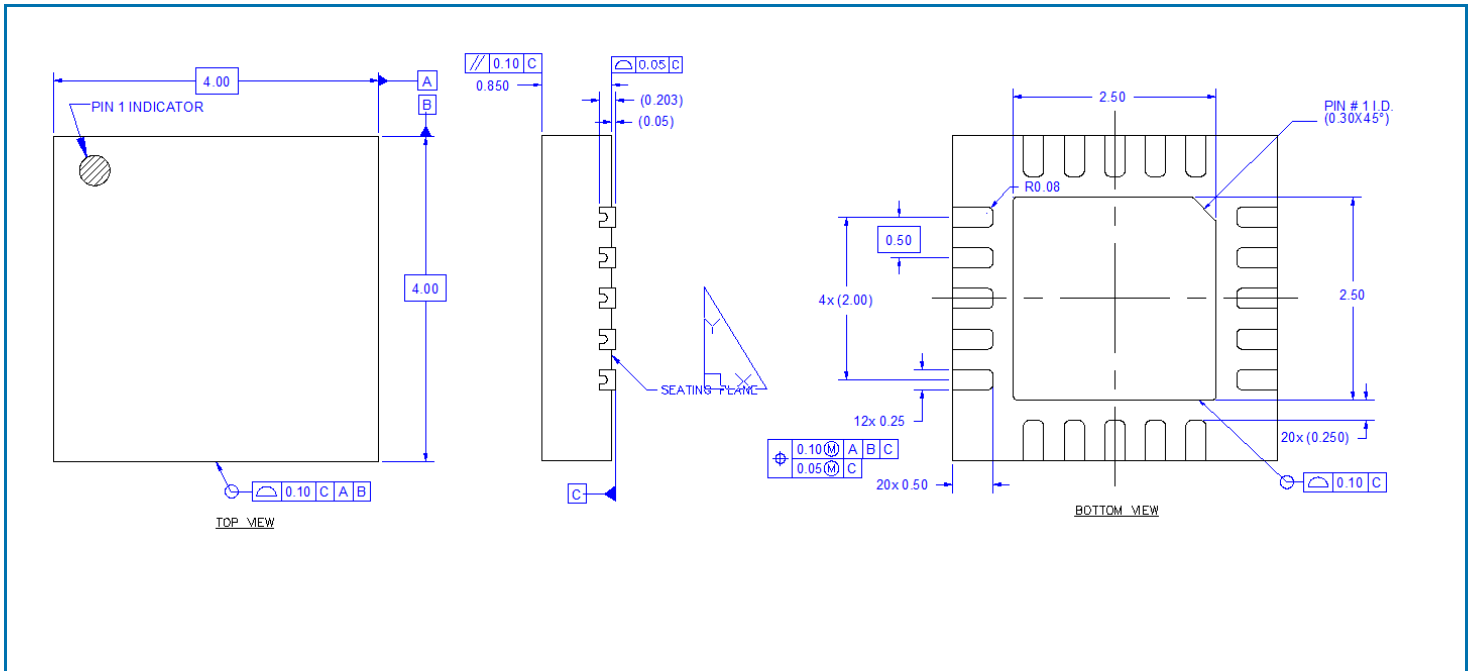 4.00
A
B
PIN 1 INDICATOR
4.00
0.10 C A B
TOP VIEW
// 0.10 C
0.05 C
0.850
(0.203)
(0.05)
Y
X
SEATING PLANE
C
2.50
PIN # 1 I.D.
(0.30X45°)
R0.08
0.50
4x (2.00)
2.50
12x 0.25
0.10 Ⓜ A B C
0.05 Ⓜ C
20x 0.50
20x (0.250)
0.10 C
BOTTOM VIEW